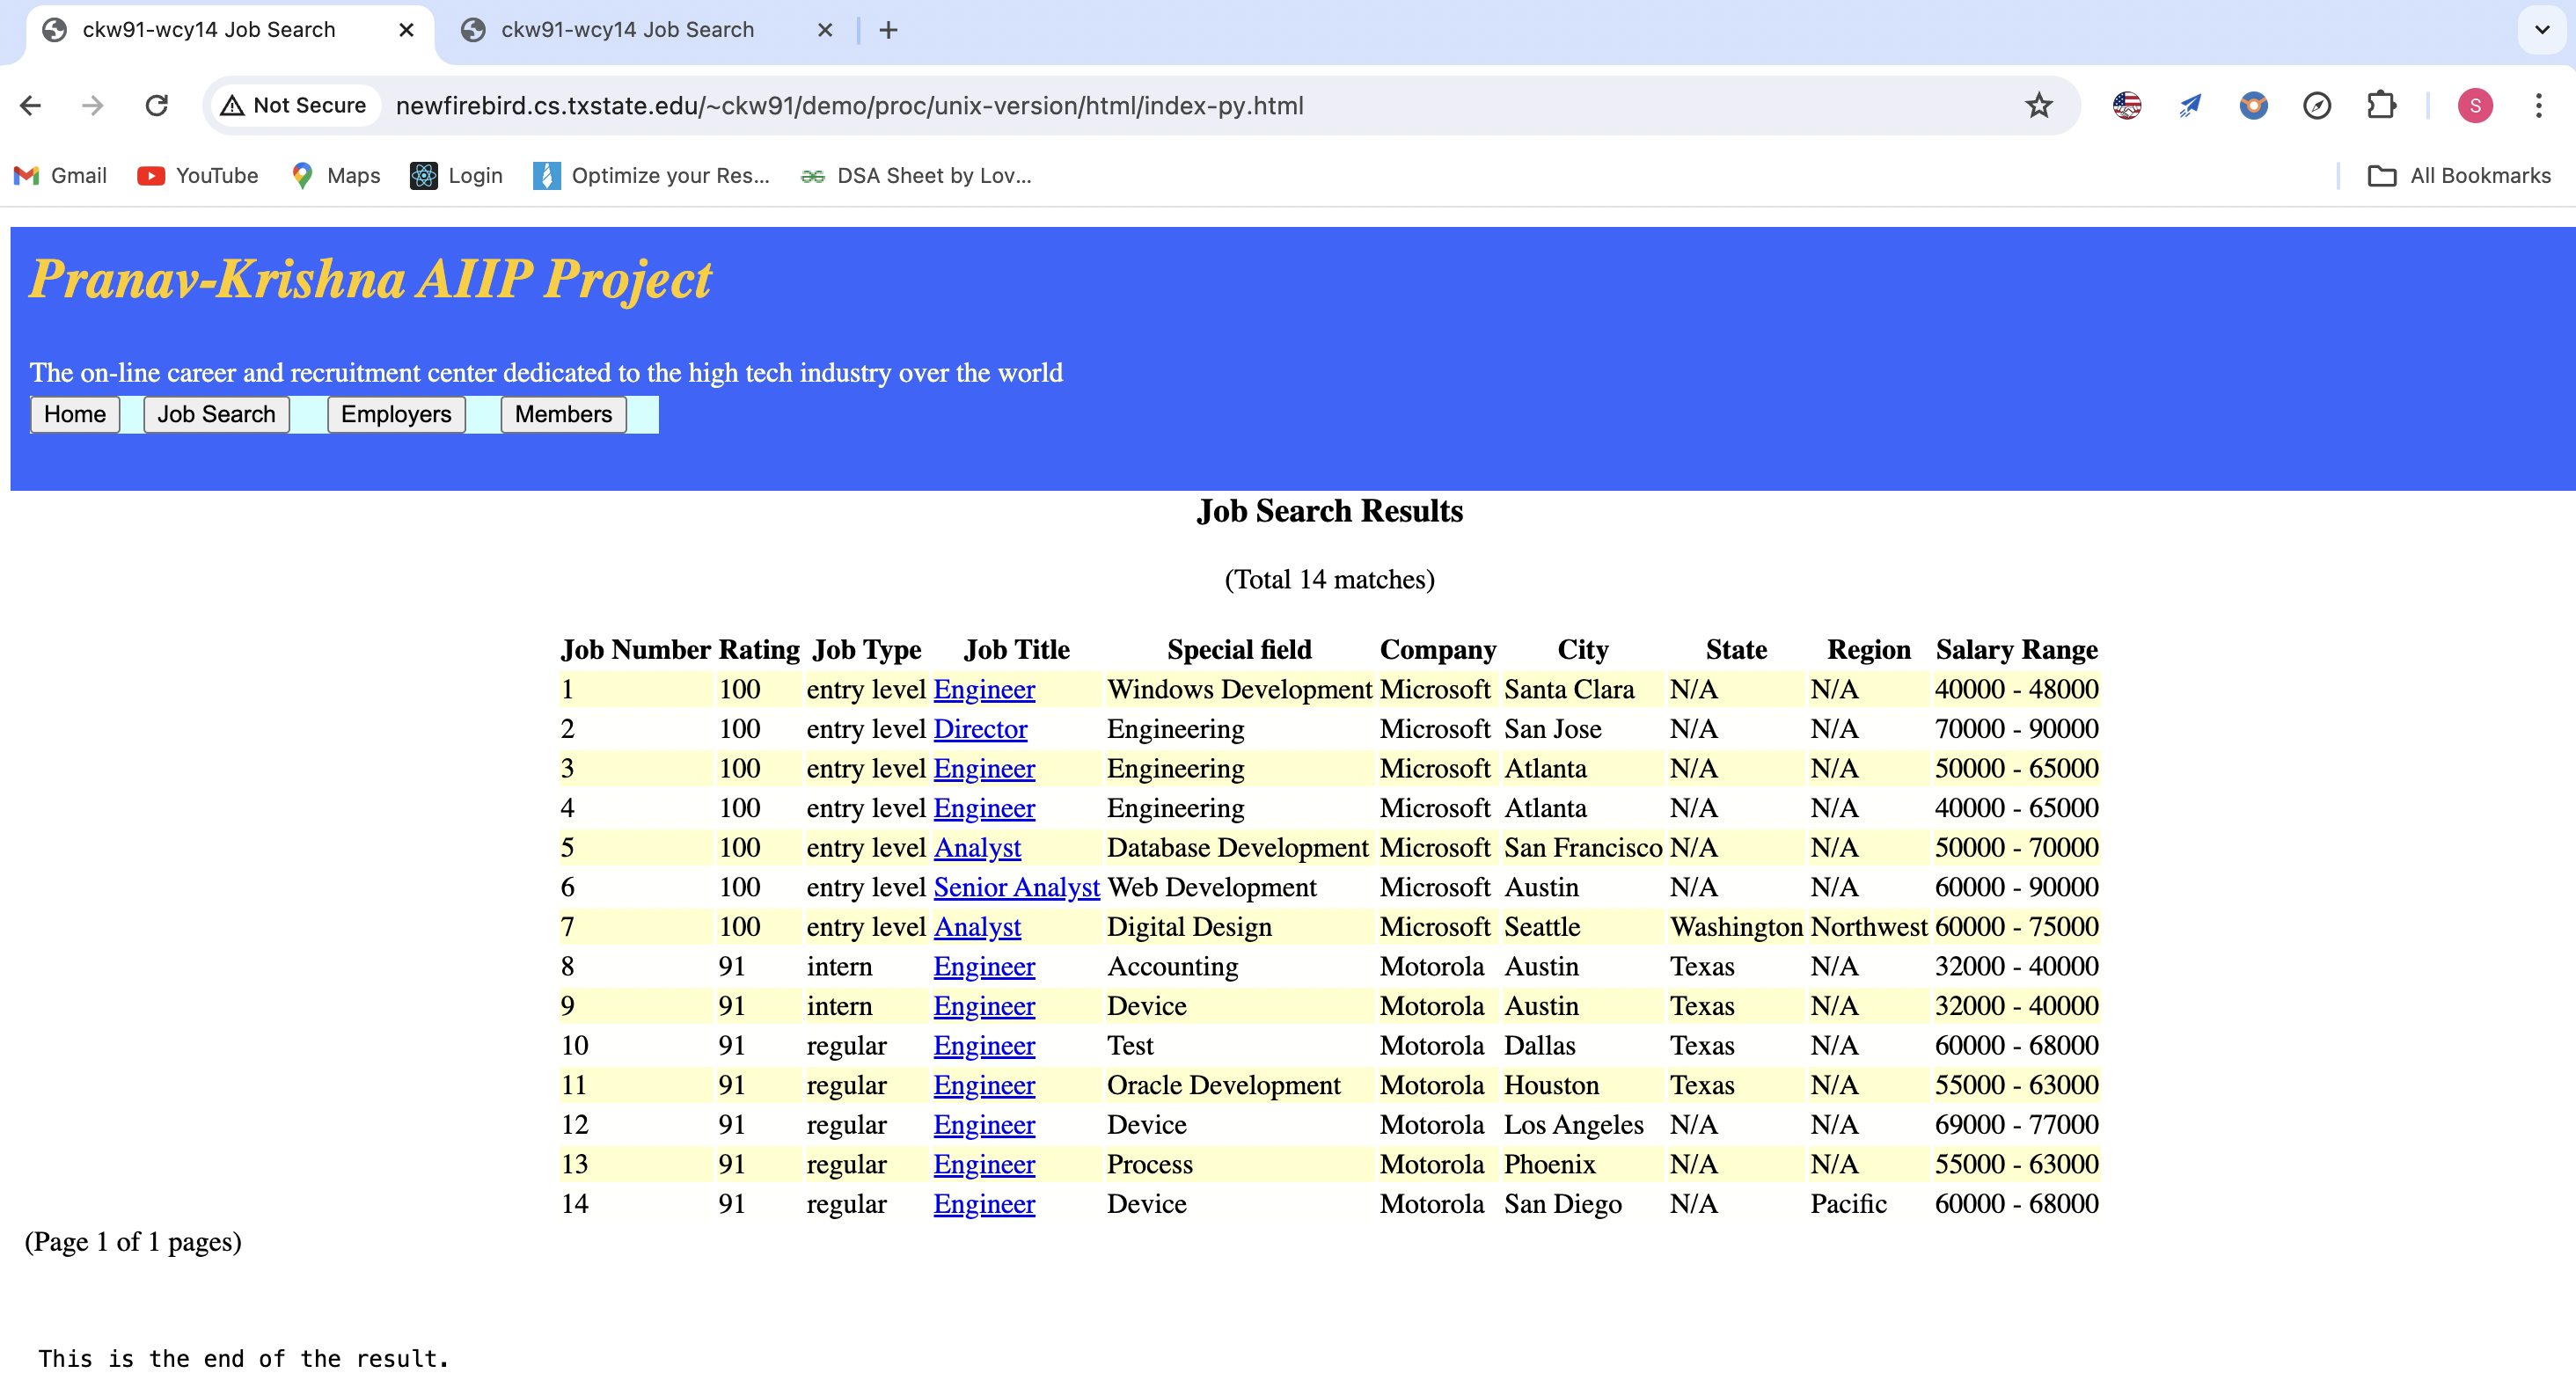 ckw91-wcy14 Job Search ckw91-wcy14 Job Search
Not Secure newfirebird.cs.txstate.edu/~ckw91/demo/proc/unix-version/html/index-py.html S
Gmail YouTube Maps Login Optimize your Res... DSA Sheet by Lov... All Bookmarks
Pranav-Krishna AIIP Project
The on-line career and recruitment center dedicated to the high tech industry over the world
Home Job Search Employers Members
Job Search Results
(Total 14 matches)
Job Number Rating Job Type Job Title Special field Company City State Region Salary Range
1 100 entry level Engineer Windows Development Microsoft Santa Clara N/A N/A 40000 - 48000
2 100 entry level Director Engineering Microsoft San Jose N/A N/A 70000 - 90000
3 100 entry level Engineer Engineering Microsoft Atlanta N/A N/A 50000 - 65000
4 100 entry level Engineer Engineering Microsoft Atlanta N/A N/A 40000 - 65000
5 100 entry level Analyst Database Development Microsoft San Francisco N/A N/A 50000 - 70000
6 100 entry level Senior Analyst Web Development Microsoft Austin N/A N/A 60000 - 90000
7 100 entry level Analyst Digital Design Microsoft Seattle Washington Northwest 60000 - 75000
8 91 intern Engineer Accounting Motorola Austin Texas N/A 32000 - 40000
9 91 intern Engineer Device Motorola Austin Texas N/A 32000 - 40000
10 91 regular Engineer Test Motorola Dallas Texas N/A 60000 - 68000
11 91 regular Engineer Oracle Development Motorola Houston Texas N/A 55000 - 63000
12 91 regular Engineer Device Motorola Los Angeles N/A N/A 69000 - 77000
13 91 regular Engineer Process Motorola Phoenix N/A N/A 55000 - 63000
14 91 regular Engineer Device Motorola San Diego N/A Pacific 60000 - 68000
(Page 1 of 1 pages)
This is the end of the result.